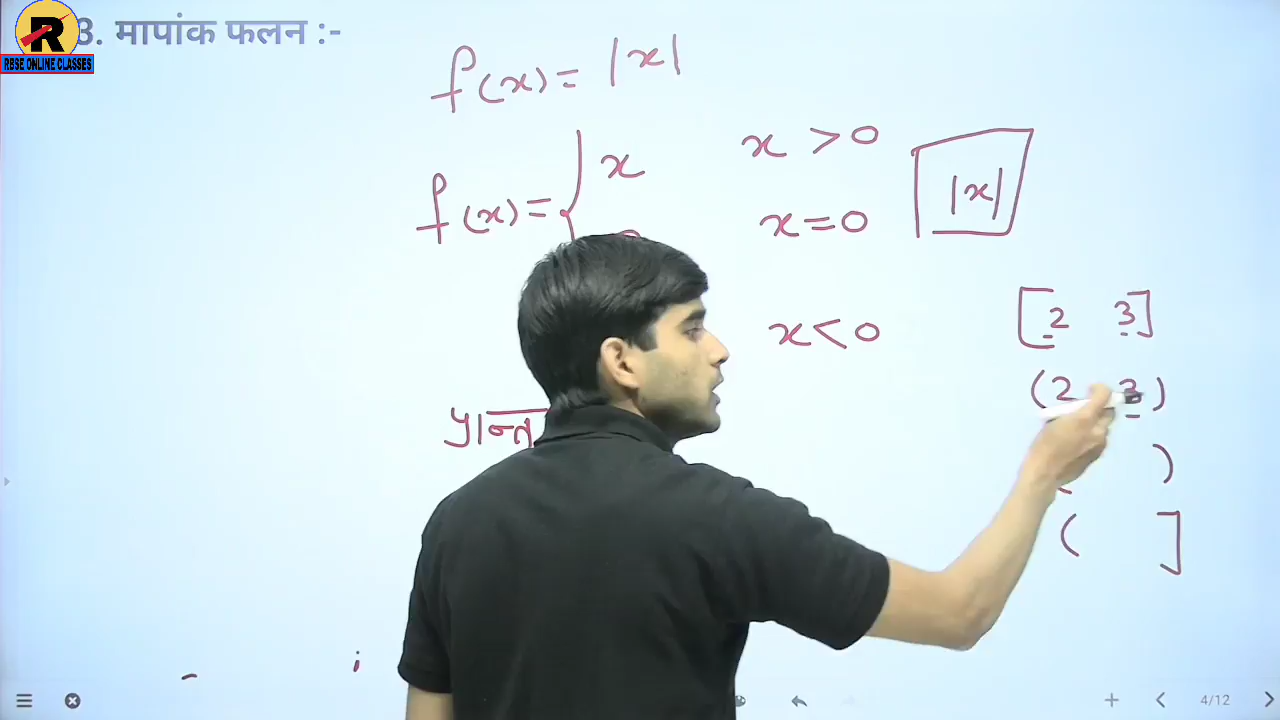 3. मापांक फलन :-
R
RBSE ONLINE CLASSES
f(x) = |x|
f(x) = { x x > 0
x = 0 |x|
x < 0
[2 3]
(2 3)
)
( ]
4/12